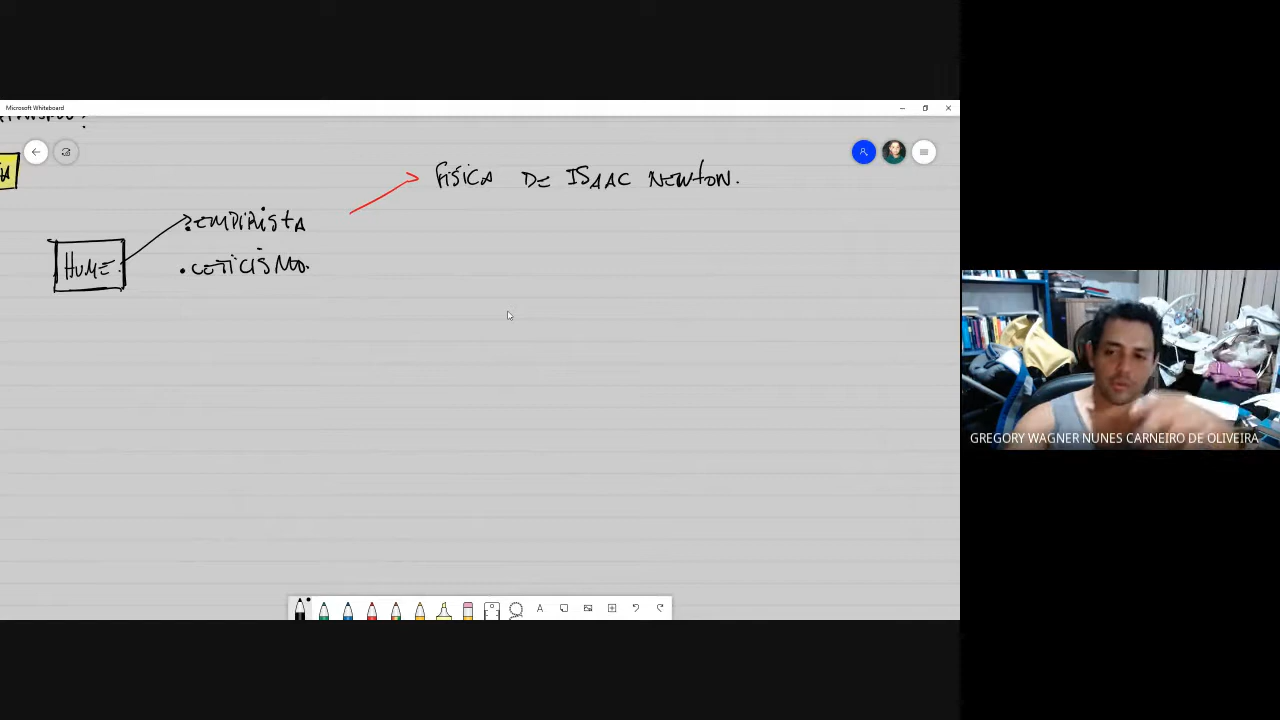 Microsoft Whiteboard
FÍSICA DE ISAAC NEWTON.
.EMPIRISTA
HUME.
.CETICISMO.
GREGORY WAGNER NUNES CARNEIRO DE OLIVEIRA
A